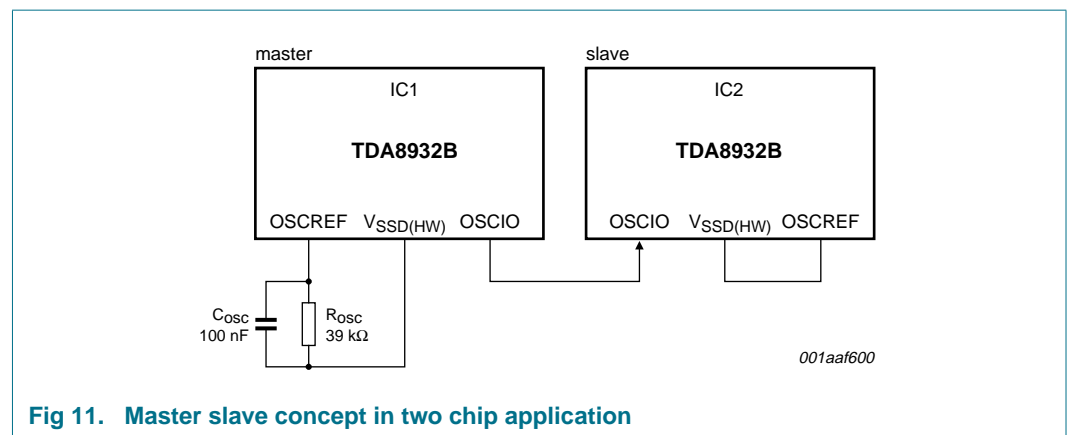 master
slave
IC1
IC2
TDA8932B
TDA8932B
OSCREF VSSD(HW) OSCIO
OSCIO VSSD(HW) OSCREF
Cosc
100 nF
Rosc
39 kΩ
001aaf600
Fig 11. Master slave concept in two chip application